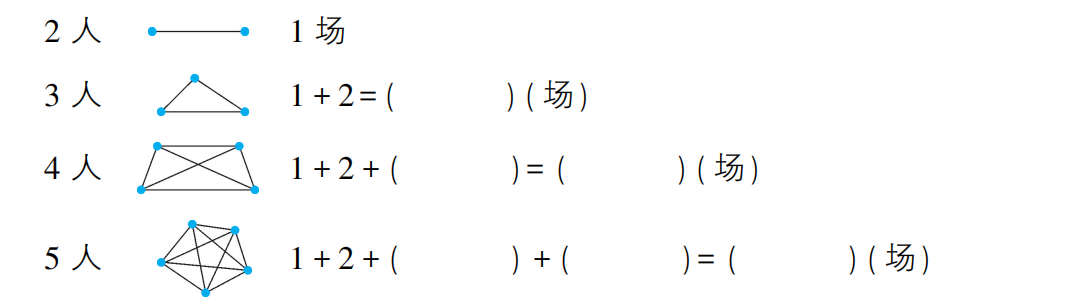 2 人 1 场
3 人 1 + 2 = ( ) ( 场 )
4 人 1 + 2 + ( ) = ( ) ( 场 )
5 人 1 + 2 + ( ) + ( ) = ( ) ( 场 )